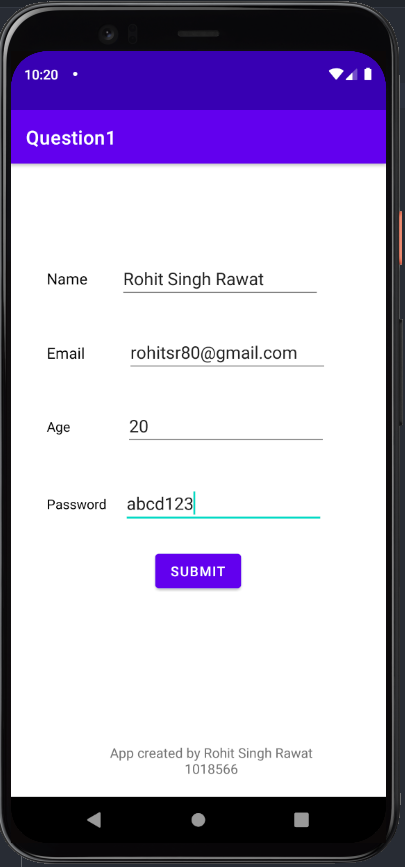 10:20
Question1
Name Rohit Singh Rawat
Email rohitsr80@gmail.com
Age 20
Password abcd123
SUBMIT
App created by Rohit Singh Rawat
1018566